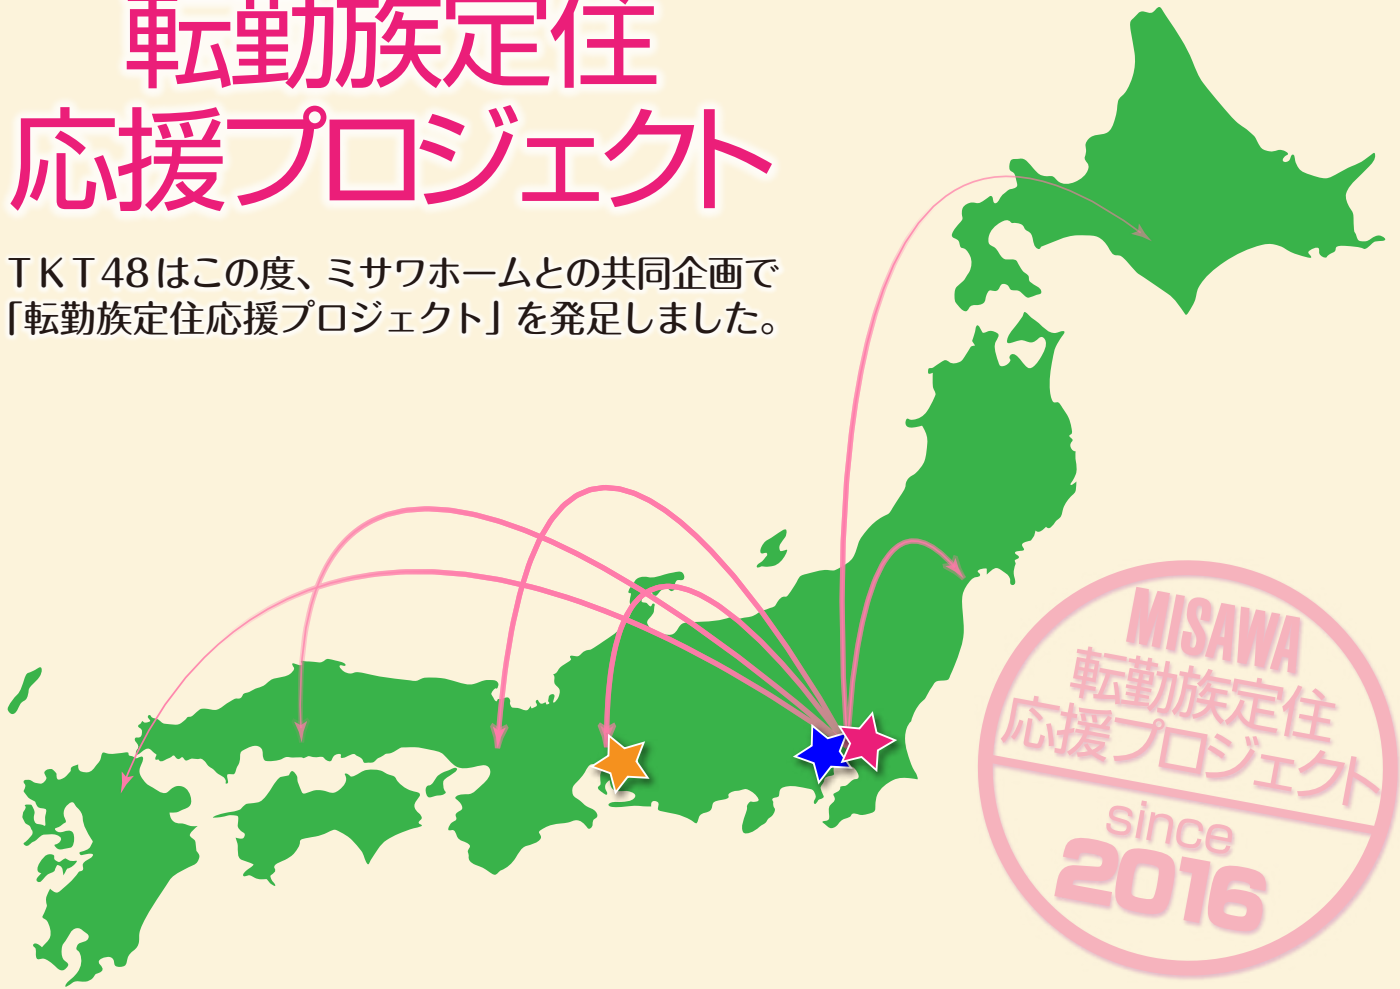 転勤族定住
応援プロジェクト
TKT48はこの度、ミサワホームとの共同企画で
「転勤族定住応援プロジェクト」を発足しました。
MISAWA
転勤族定住
応援プロジェクト
since
2016